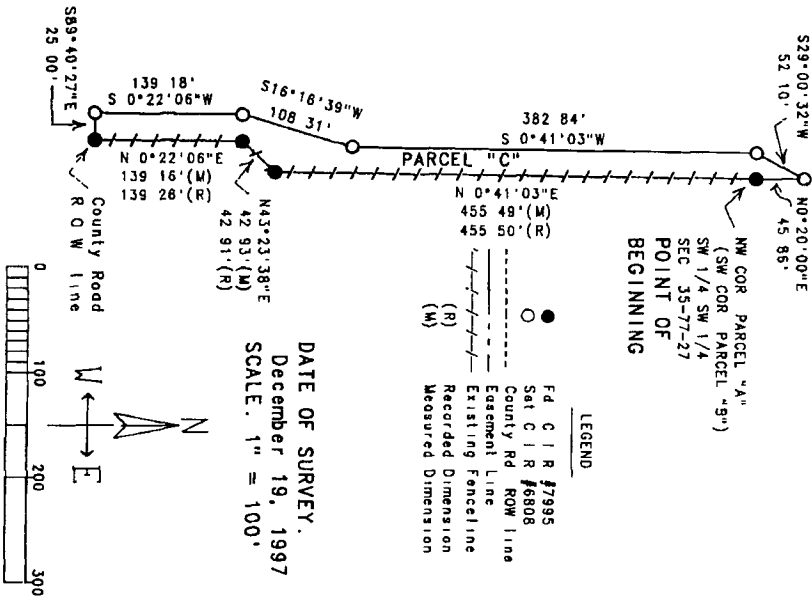 S89°40'27"E
25 00'
139 18'
S 0°22'06"W
S16°16'39"W
108 31'
382 84'
S 0°41'03"W
S29°00'32"W
52 10'
N0°20'00"E
45 86'
PARCEL "C"
N 0°22'06"E
139 16'(M)
139 26'(R)
N43°23'38"E
42 93'(M)
42 91'(R)
N 0°41'03"E
455 49'(M)
455 50'(R)
County Road
R O W line
NW COR PARCEL "A"
(SW COR PARCEL "B")
SW 1/4 SW 1/4
SEC 35-77-27
POINT OF
BEGINNING
LEGEND
Fd C I R #7995
Set C I R #6808
County Rd ROW line
Easement Line
Existing Fenceline
(R) Recorded Dimension
(M) Measured Dimension
DATE OF SURVEY.
December 19, 1997
SCALE. 1" = 100'
N
W E
0 100 200 300